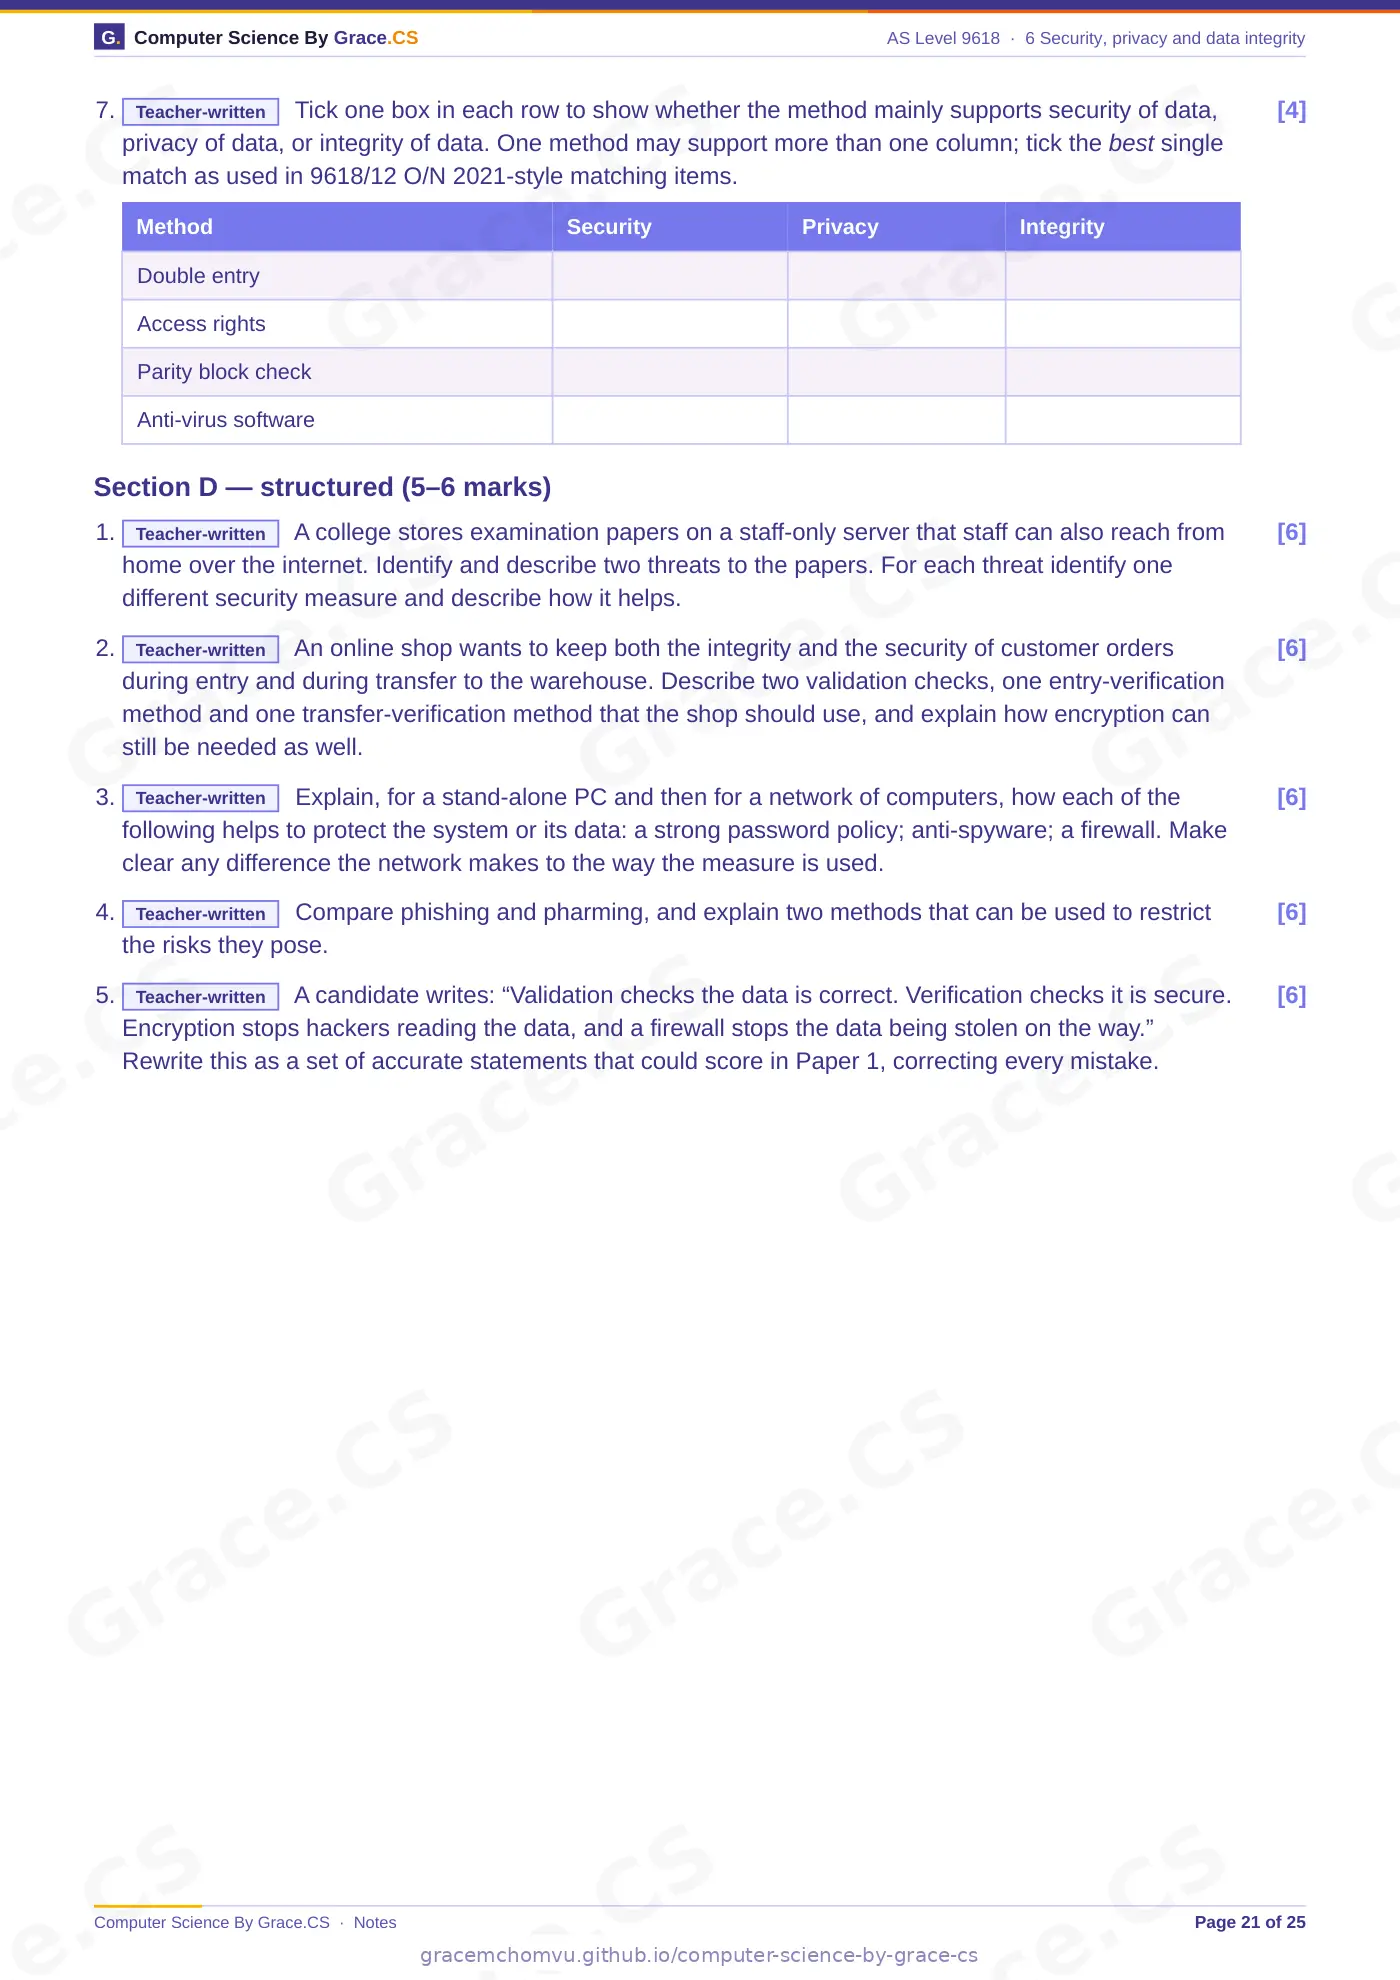 G. Computer Science By Grace.CS
AS Level 9618 · 6 Security, privacy and data integrity
7. Teacher-written Tick one box in each row to show whether the method mainly supports security of data, [4]
privacy of data, or integrity of data. One method may support more than one column; tick the best single
match as used in 9618/12 O/N 2021-style matching items.
Method Security Privacy Integrity
Double entry
Access rights
Parity block check
Anti-virus software
Section D — structured (5–6 marks)
1. Teacher-written A college stores examination papers on a staff-only server that staff can also reach from [6]
home over the internet. Identify and describe two threats to the papers. For each threat identify one
different security measure and describe how it helps.
2. Teacher-written An online shop wants to keep both the integrity and the security of customer orders [6]
during entry and during transfer to the warehouse. Describe two validation checks, one entry-verification
method and one transfer-verification method that the shop should use, and explain how encryption can
still be needed as well.
3. Teacher-written Explain, for a stand-alone PC and then for a network of computers, how each of the [6]
following helps to protect the system or its data: a strong password policy; anti-spyware; a firewall. Make
clear any difference the network makes to the way the measure is used.
4. Teacher-written Compare phishing and pharming, and explain two methods that can be used to restrict [6]
the risks they pose.
5. Teacher-written A candidate writes: “Validation checks the data is correct. Verification checks it is secure. [6]
Encryption stops hackers reading the data, and a firewall stops the data being stolen on the way.”
Rewrite this as a set of accurate statements that could score in Paper 1, correcting every mistake.
Computer Science By Grace.CS · Notes
Page 21 of 25
gracemchomvu.github.io/computer-science-by-grace-cs